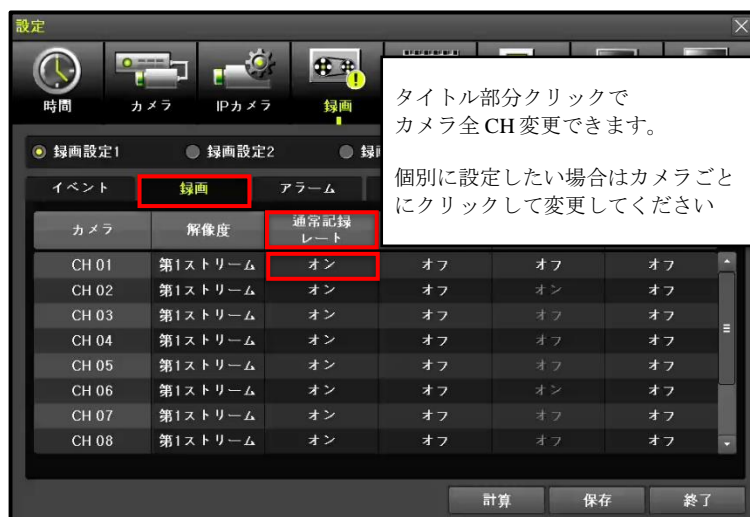 設定
時間 カメラ IPカメラ 録画
タイトル部分クリックで
カメラ全 CH 変更できます。
個別に設定したい場合はカメラごと
にクリックして変更してください
録画設定1 録画設定2 録
イベント 録画 アラーム
カメラ 解像度 通常記録
レート
CH 01 第1ストリーム オン オフ オフ オフ
CH 02 第1ストリーム オン オフ オン オフ
CH 03 第1ストリーム オン オフ オフ オフ
CH 04 第1ストリーム オン オフ オフ オフ
CH 05 第1ストリーム オン オフ オフ オフ
CH 06 第1ストリーム オン オフ オン オフ
CH 07 第1ストリーム オン オフ オフ オフ
CH 08 第1ストリーム オン オフ オフ オフ
計算 保存 終了